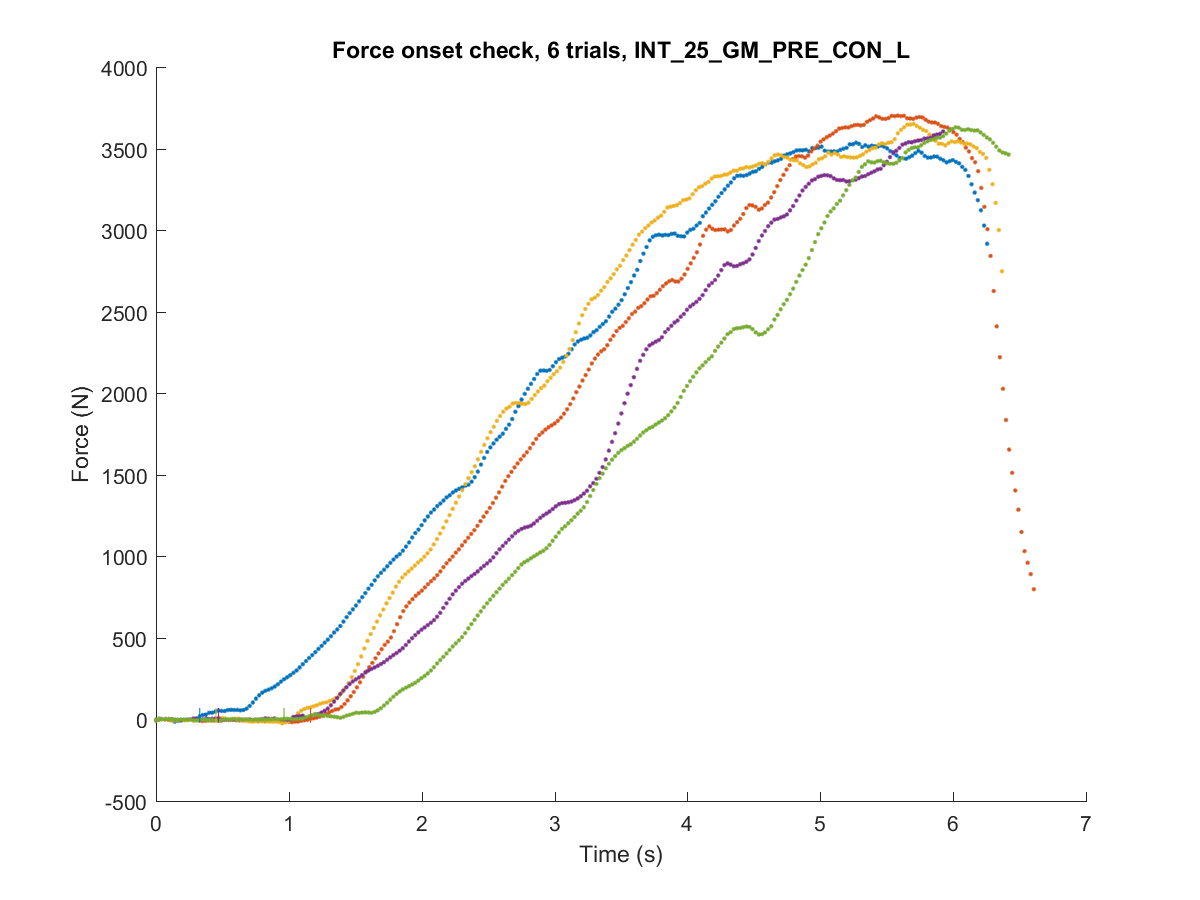 Force onset check, 6 trials, INT_25_GM_PRE_CON_L
4000
3500
3000
2500
2000
1500
1000
500
0
-500
Force (N)
0 1 2 3 4 5 6 7
Time (s)